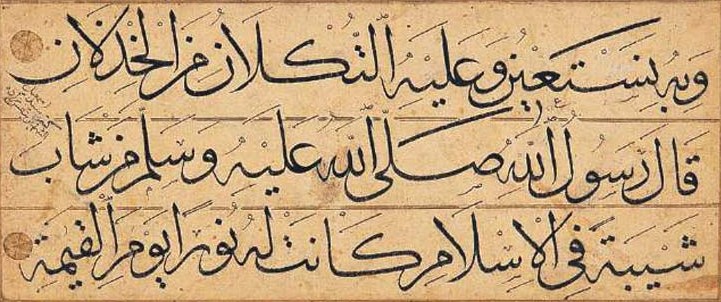 وبه نستعين وعليه التكلان من الخذلان
قال رسول الله صلى الله عليه وسلم من شاب
شيبة في الاسلام كانت له نورا يوم القيمة